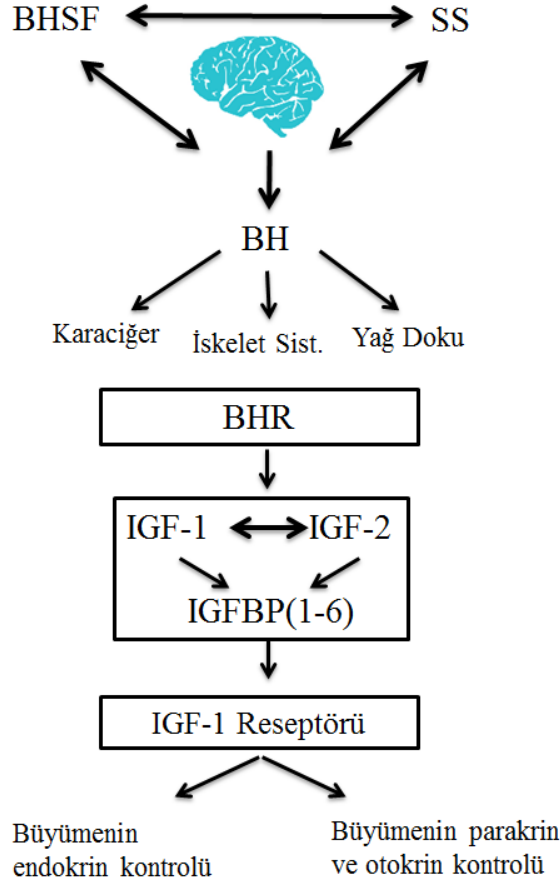 BHSF
SS
BH
Karaciğer
İskelet Sist.
Yağ Doku
BHR
IGF-1
IGF-2
IGFBP(1-6)
IGF-1 Reseptörü
Büyümenin
endokrin kontrolü
Büyümenin parakrin
ve otokrin kontrolü